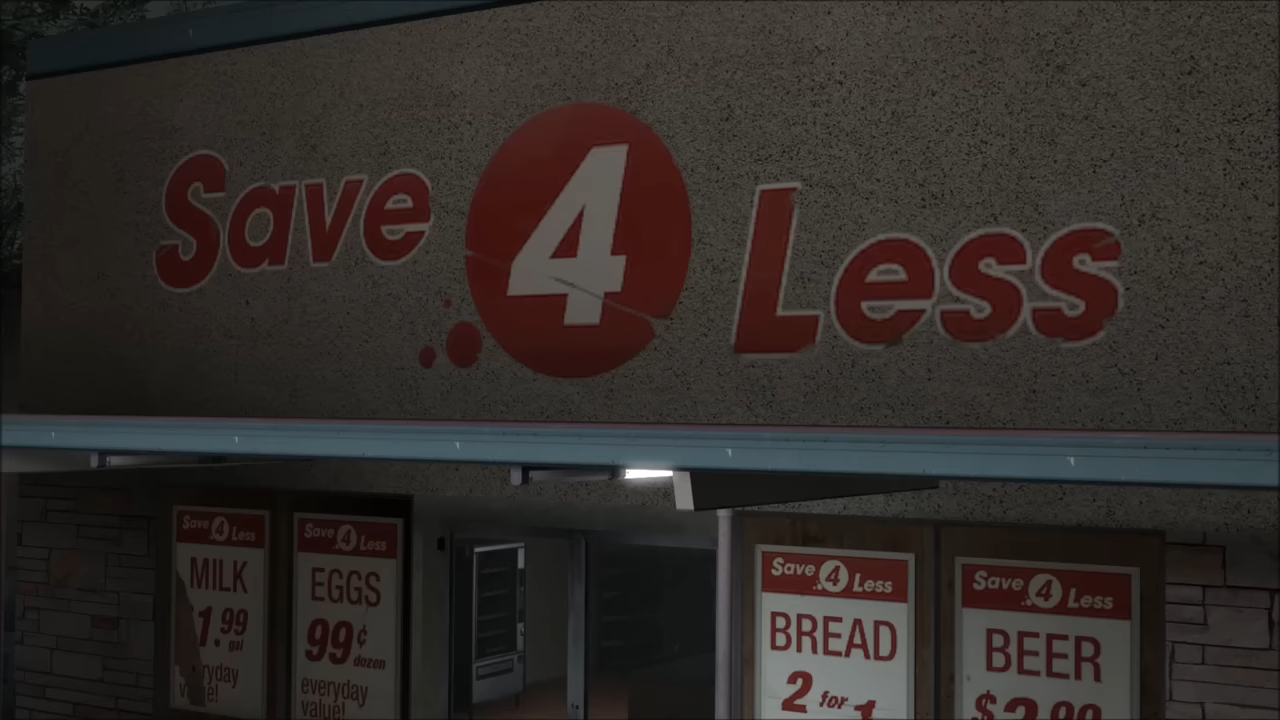 Save 4 Less
Save 4 Less
MILK
1.99
gal
value!
Save 4 Less
EGGS
99¢
dozen
everyday
value!
Save 4 Less
BREAD
2 for 1
Save 4 Less
BEER